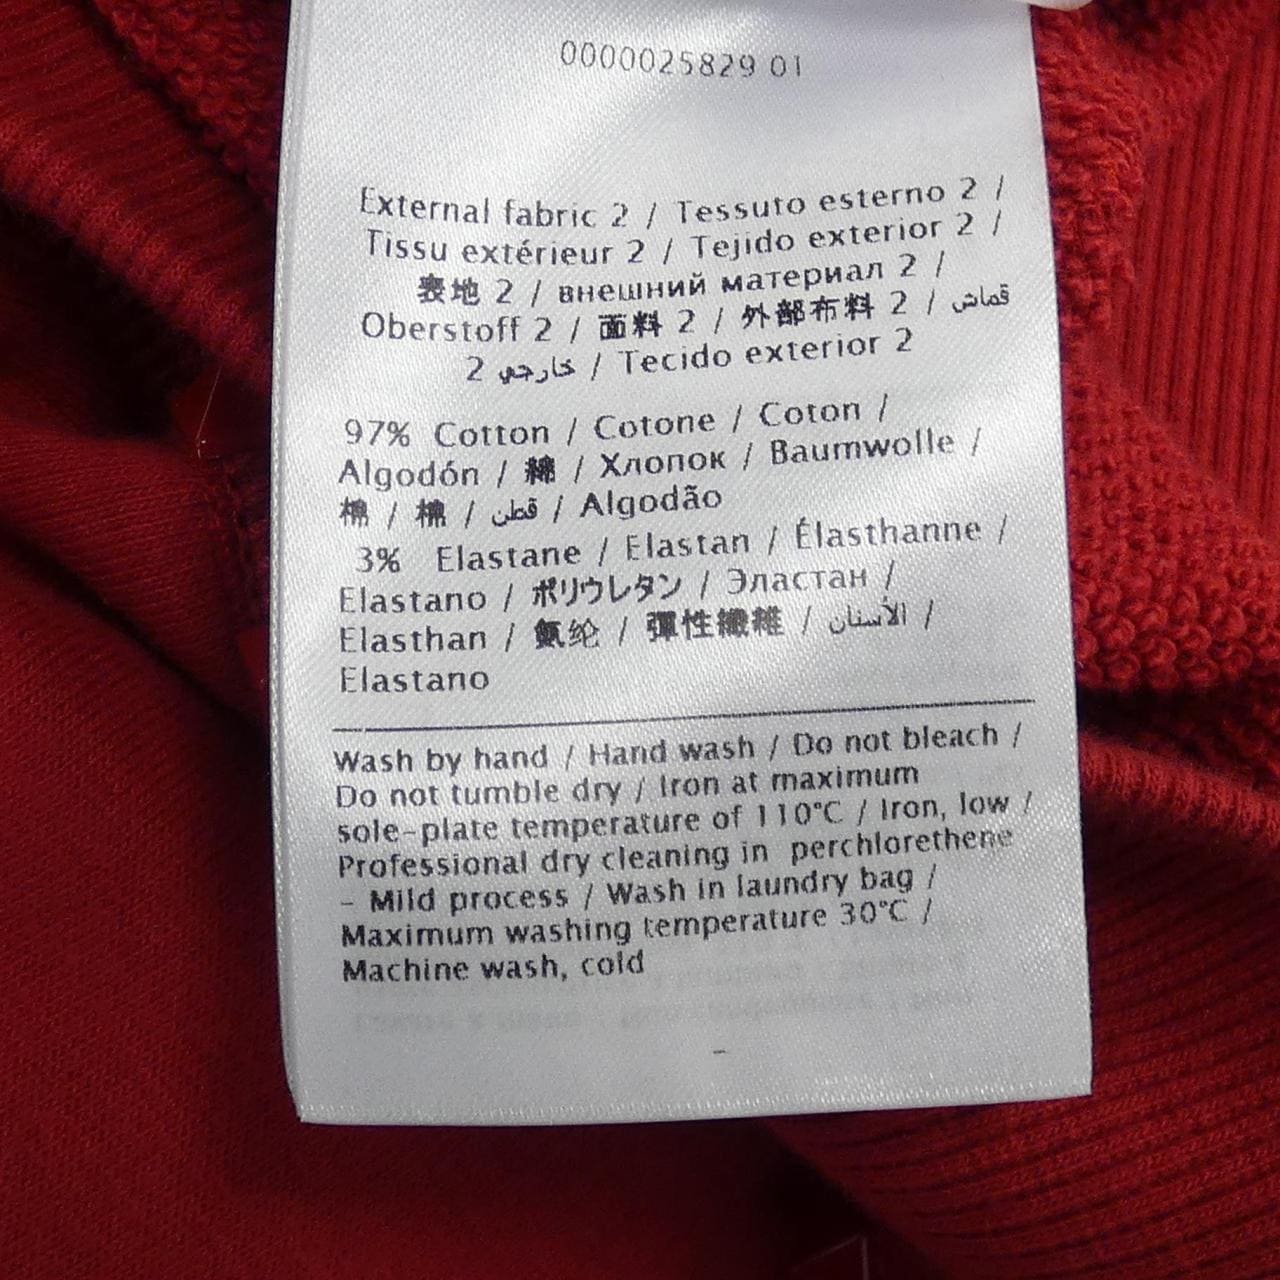 0000025829 01
External fabric 2 / Tessuto esterno 2 /
Tissu extérieur 2 / Tejido exterior 2 /
表地 2 / внешний материал 2 /
Oberstoff 2 / 面料 2 / 外部布料 2 / قماش
خارجي 2 / Tecido exterior 2
97% Cotton / Cotone / Coton /
Algodón / 綿 / Хлопок / Baumwolle /
棉 / 棉 / قطن / Algodão
3% Elastane / Elastan / Élasthanne /
Elastano / ポリウレタン / Эластан /
Elasthan / 氨纶 / 彈性纖維 / الأستان /
Elastano
Wash by hand / Hand wash / Do not bleach /
Do not tumble dry / Iron at maximum
sole-plate temperature of 110°C / Iron, low /
Professional dry cleaning in perchlorethene
- Mild process / Wash in laundry bag /
Maximum washing temperature 30°C /
Machine wash, cold